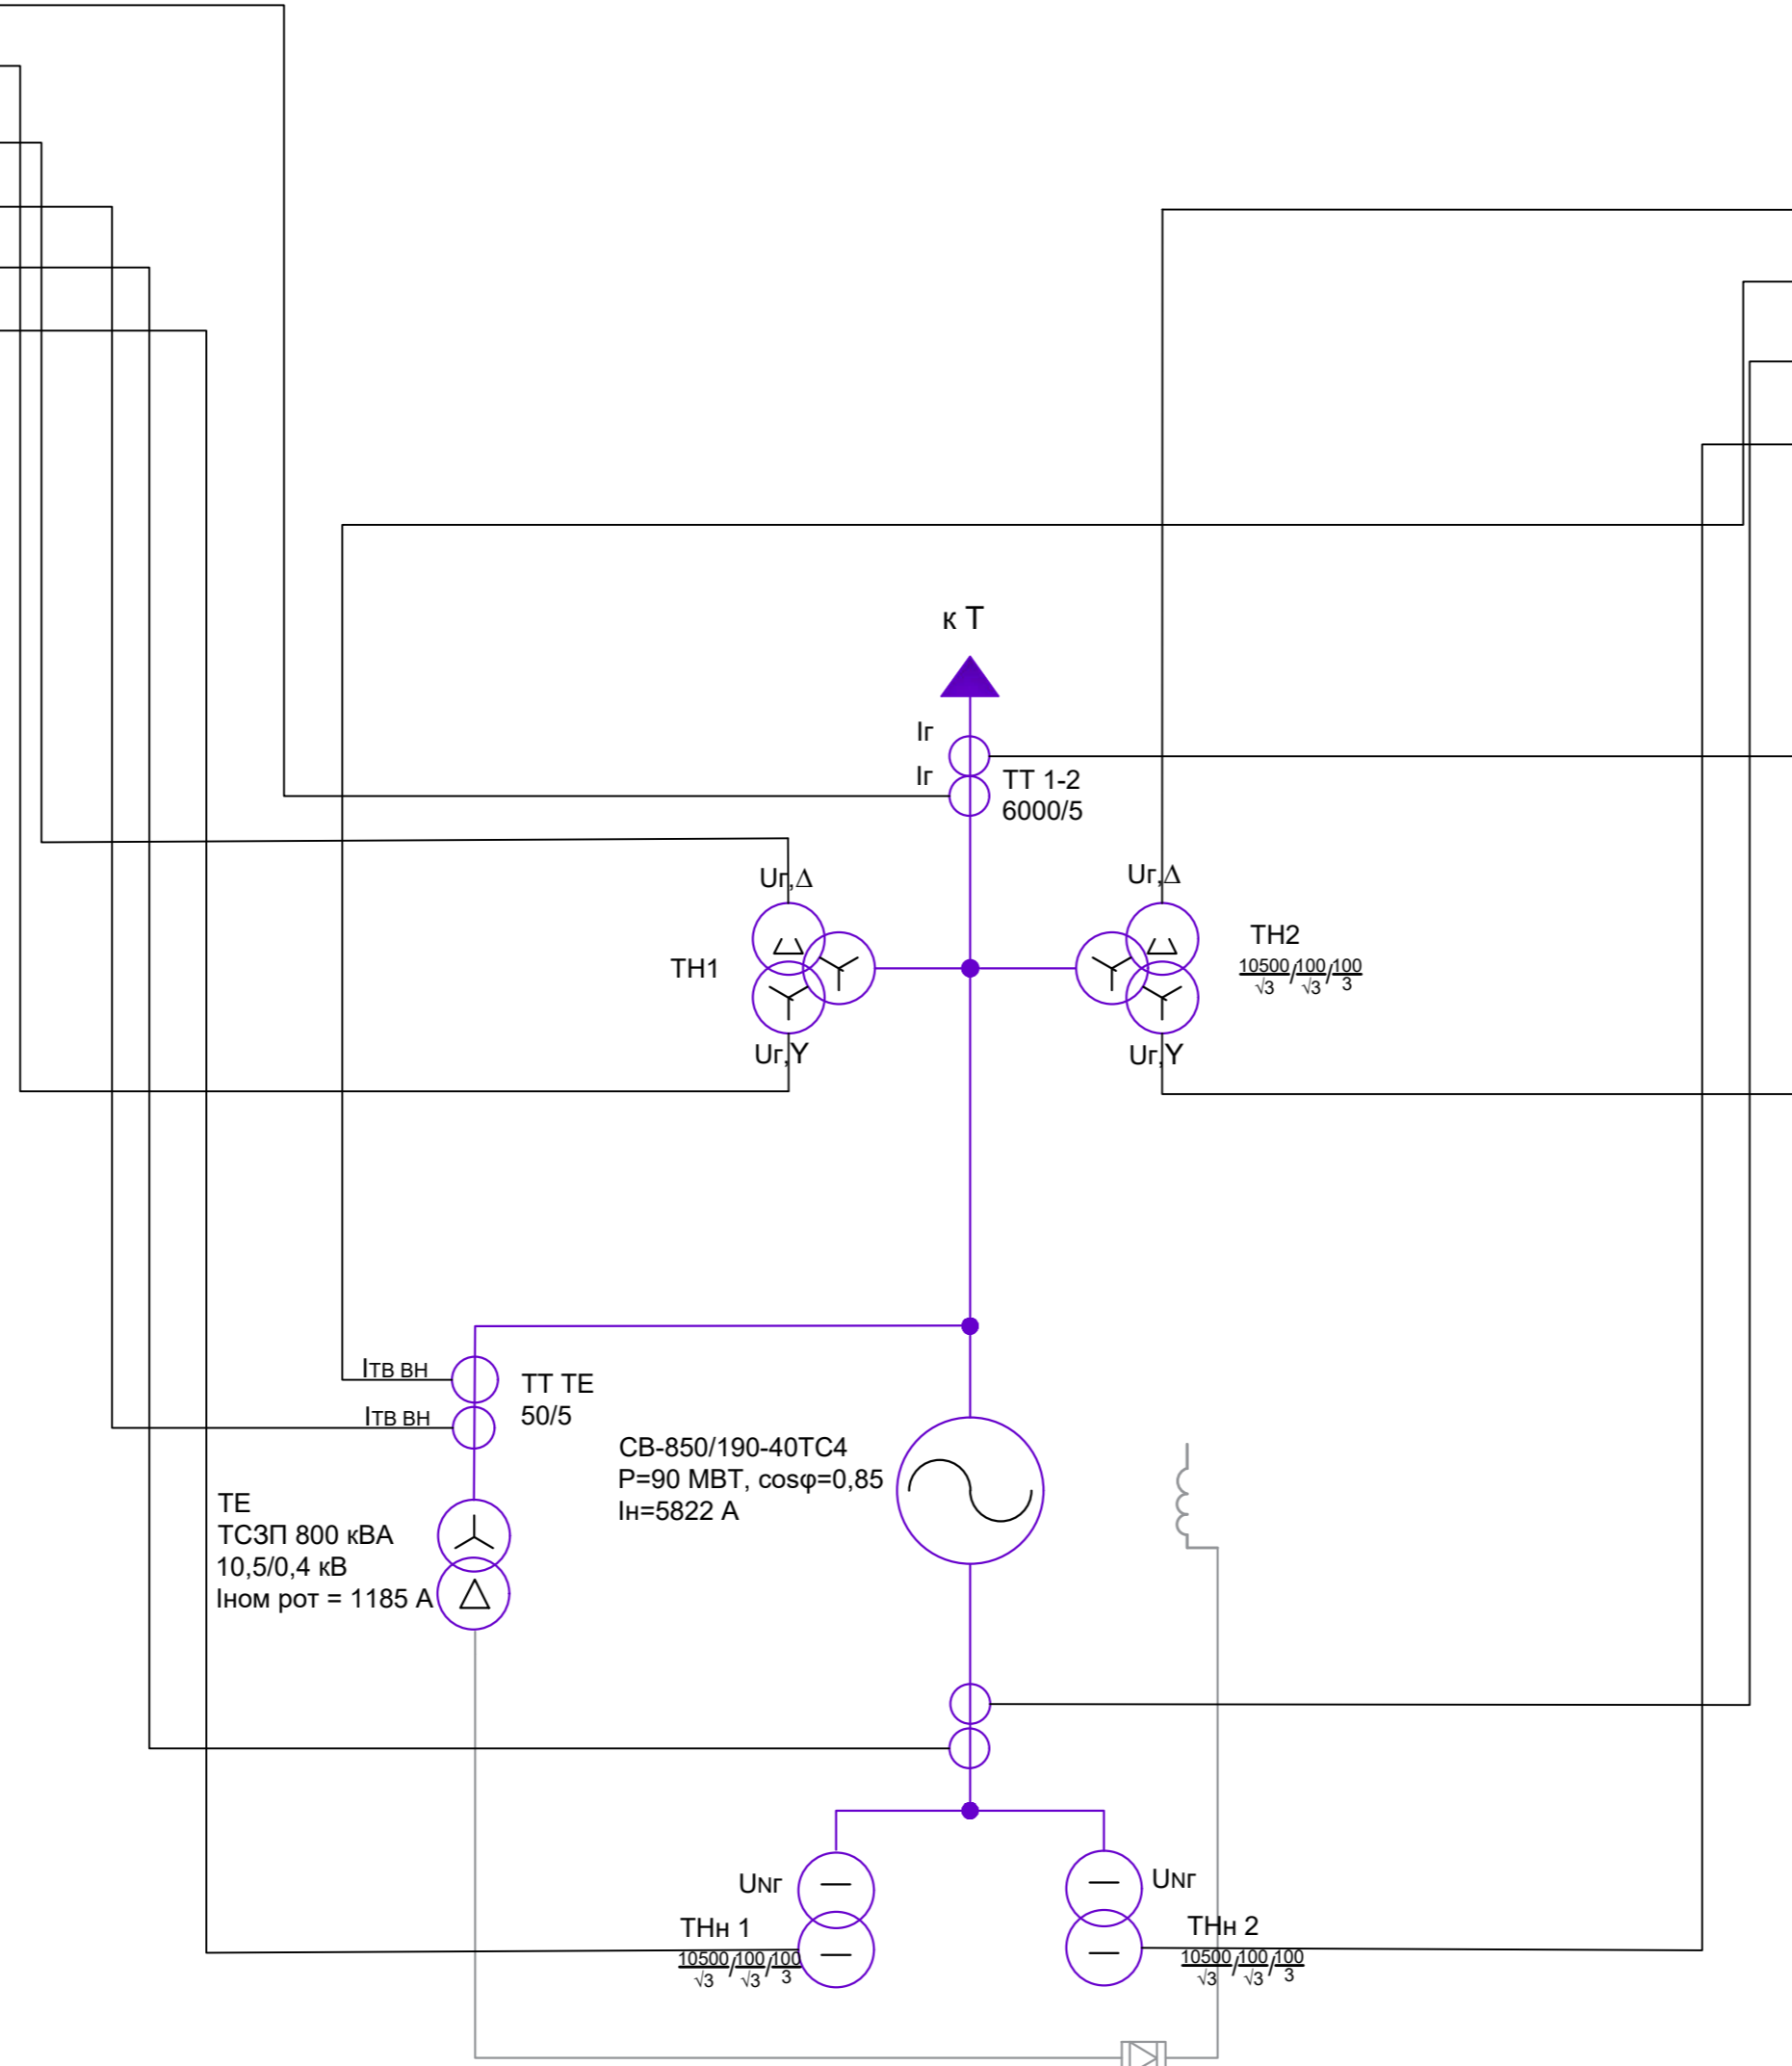 к Т
Iг
Iг
ТТ 1-2
6000/5
Uг,Δ
Uг,Δ
ТН1
ТН2
10500/√3/100/√3/100/3
Uг,Y
Uг,Y
IТВ ВН
IТВ ВН
ТТ ТЕ
50/5
СВ-850/190-40ТС4
Р=90 МВТ, cosφ=0,85
Iн=5822 А
ТЕ
ТСЗП 800 кВА
10,5/0,4 кВ
Iном рот = 1185 А
UNг
UNг
ТНн 1
10500/√3/100/√3/100/3
ТНн 2
10500/√3/100/√3/100/3